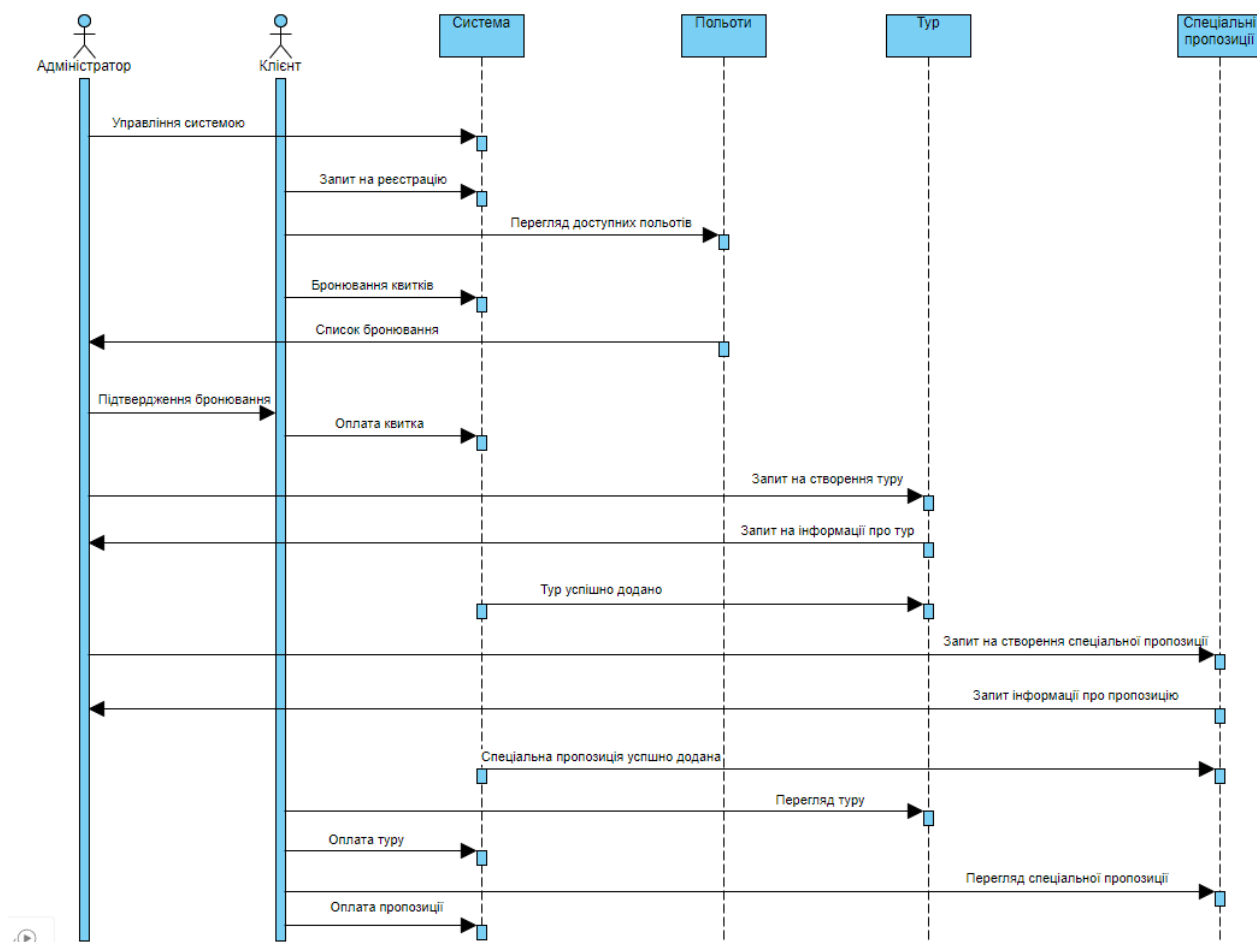 Адміністратор
Клієнт
Система
Польоти
Тур
Спеціальні
пропозиції
Управління системою
Запит на реєстрацію
Перегляд доступних польотів
Бронювання квитків
Список бронювання
Підтвердження бронювання
Оплата квитка
Запит на створення туру
Запит на інформації про тур
Тур успішно додано
Запит на створення спеціальної пропозиції
Запит інформації про пропозицію
Спеціальна пропозиція успшно додана
Перегляд туру
Оплата туру
Перегляд спеціальної пропозиції
Оплата пропозиції